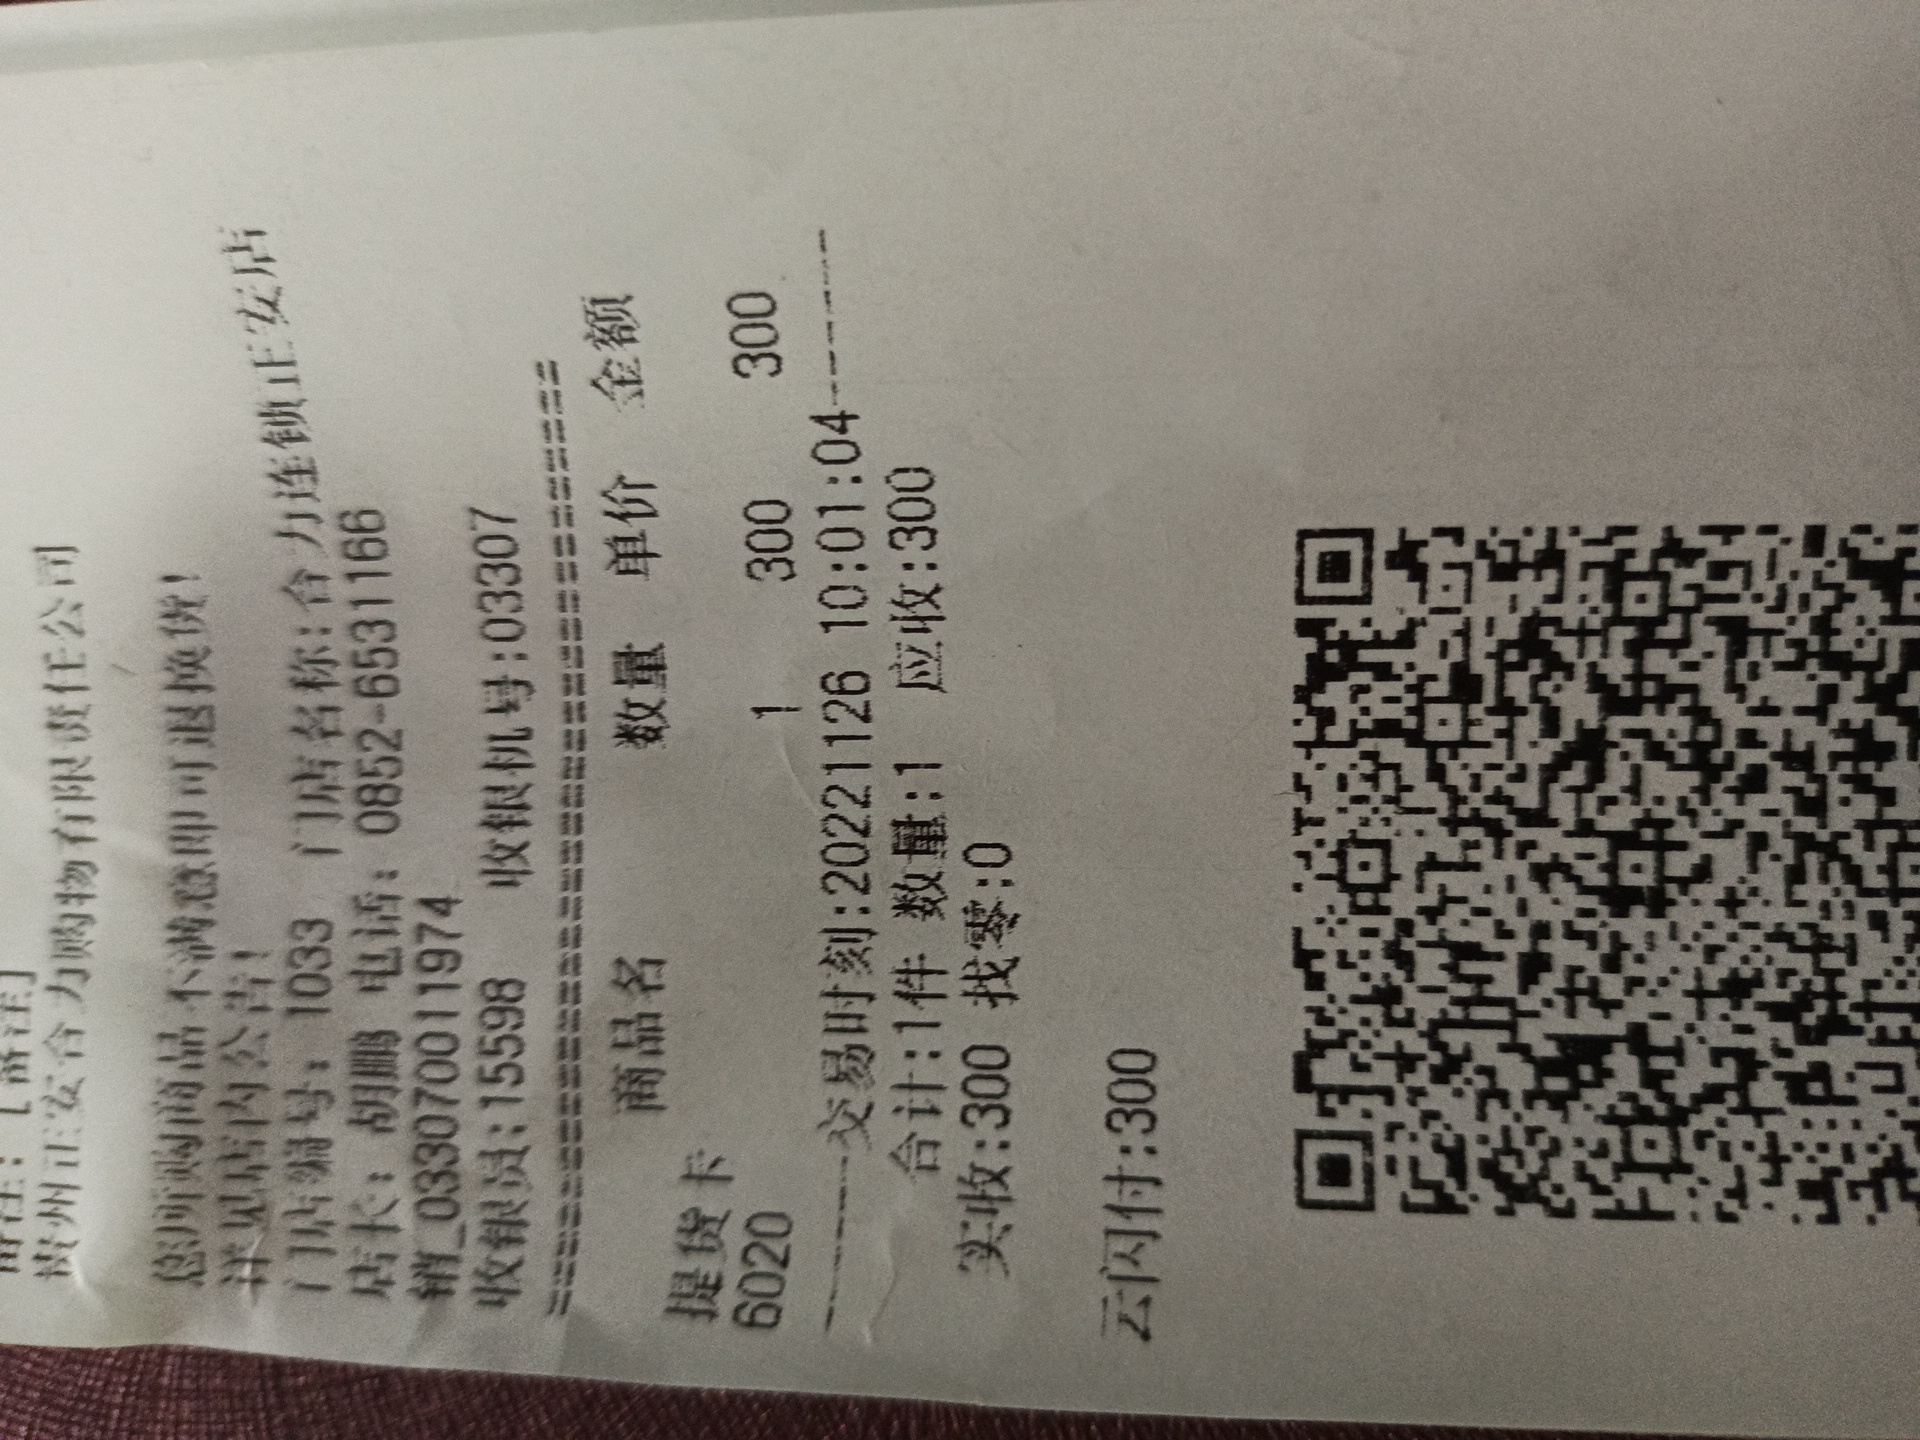 备注：[备注]
贵州正安合力购物有限责任公司
您所购商品不满意即可退换货！
详见店内公告！
门店编号：1033 门店名称：合力连锁正安店
店长：胡鹏 电话：0852-6531166
销_033070011974
收银员：15598 收银机号：03307
==================================
商品名 数量 单价 金额
提货卡
6020 1 300 300
------交易时刻:20221126 10:01:04------
合计:1件 数量:1 应收:300
实收:300 找零:0
云闪付:300